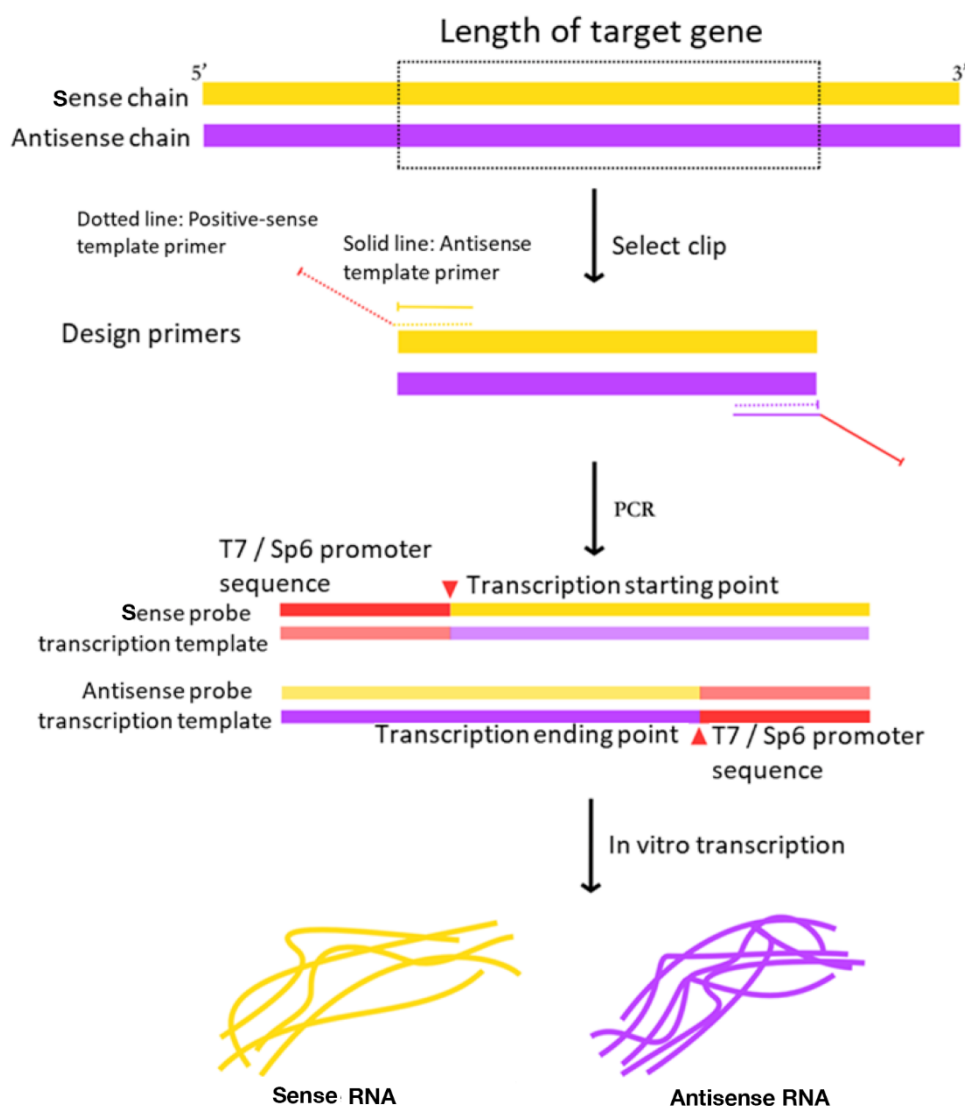 Length of target gene
5’
3’
Sense chain
Antisense chain
Dotted line: Positive-sense
template primer
Solid line: Antisense
template primer
Select clip
Design primers
PCR
T7 / Sp6 promoter
sequence
Transcription starting point
Sense probe
transcription template
Antisense probe
transcription template
Transcription ending point
T7 / Sp6 promoter
sequence
In vitro transcription
Sense RNA
Antisense RNA